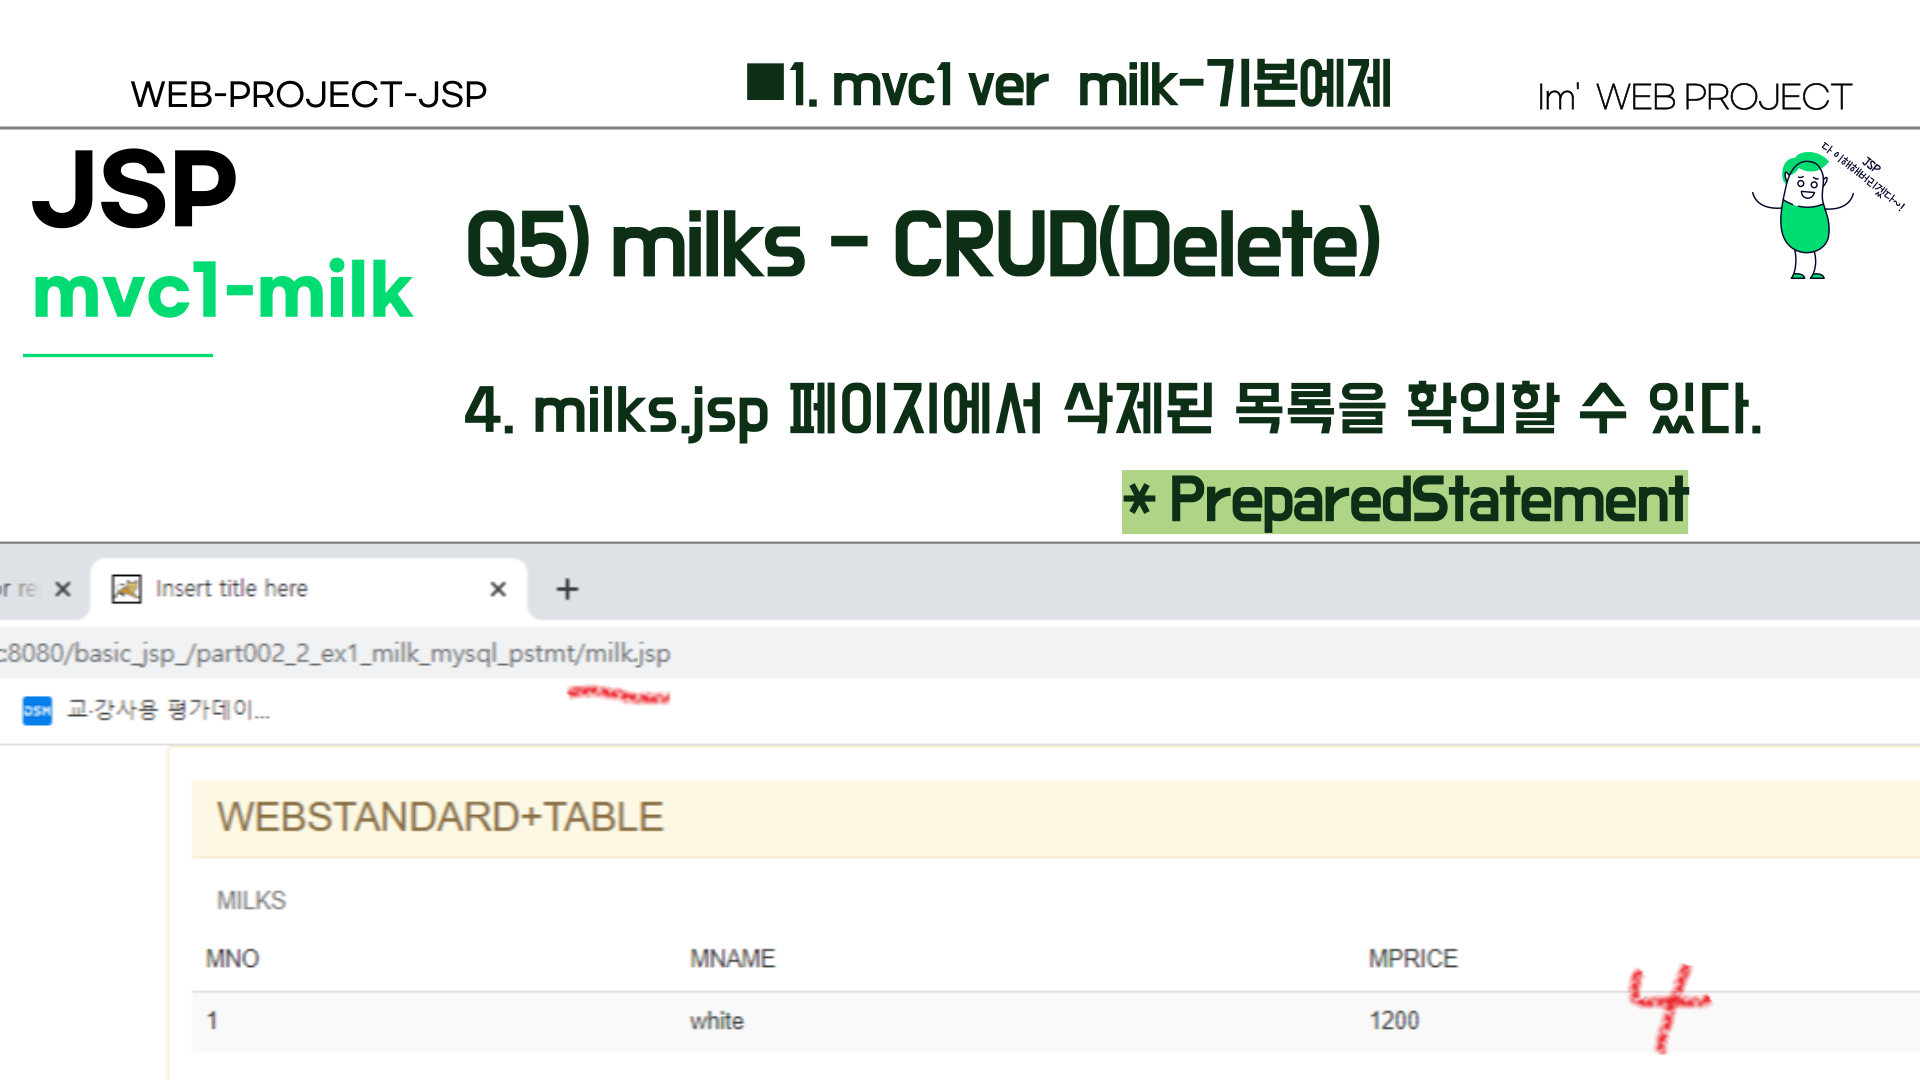 WEB-PROJECT-JSP
■1. mvc1 ver milk-기본예제
Im' WEB PROJECT
JSP
다 이해해버리겠다~!
JSP
mvc1-milk
Q5) milks - CRUD(Delete)
4. milks.jsp 페이지에서 삭제된 목록을 확인할 수 있다.
* PreparedStatement
or re
Insert title here
:8080/basic_jsp_/part002_2_ex1_milk_mysql_pstmt/milk.jsp
DSM 교·강사용 평가데이...
WEBSTANDARD+TABLE
MILKS
MNO MNAME MPRICE
1 white 1200
4